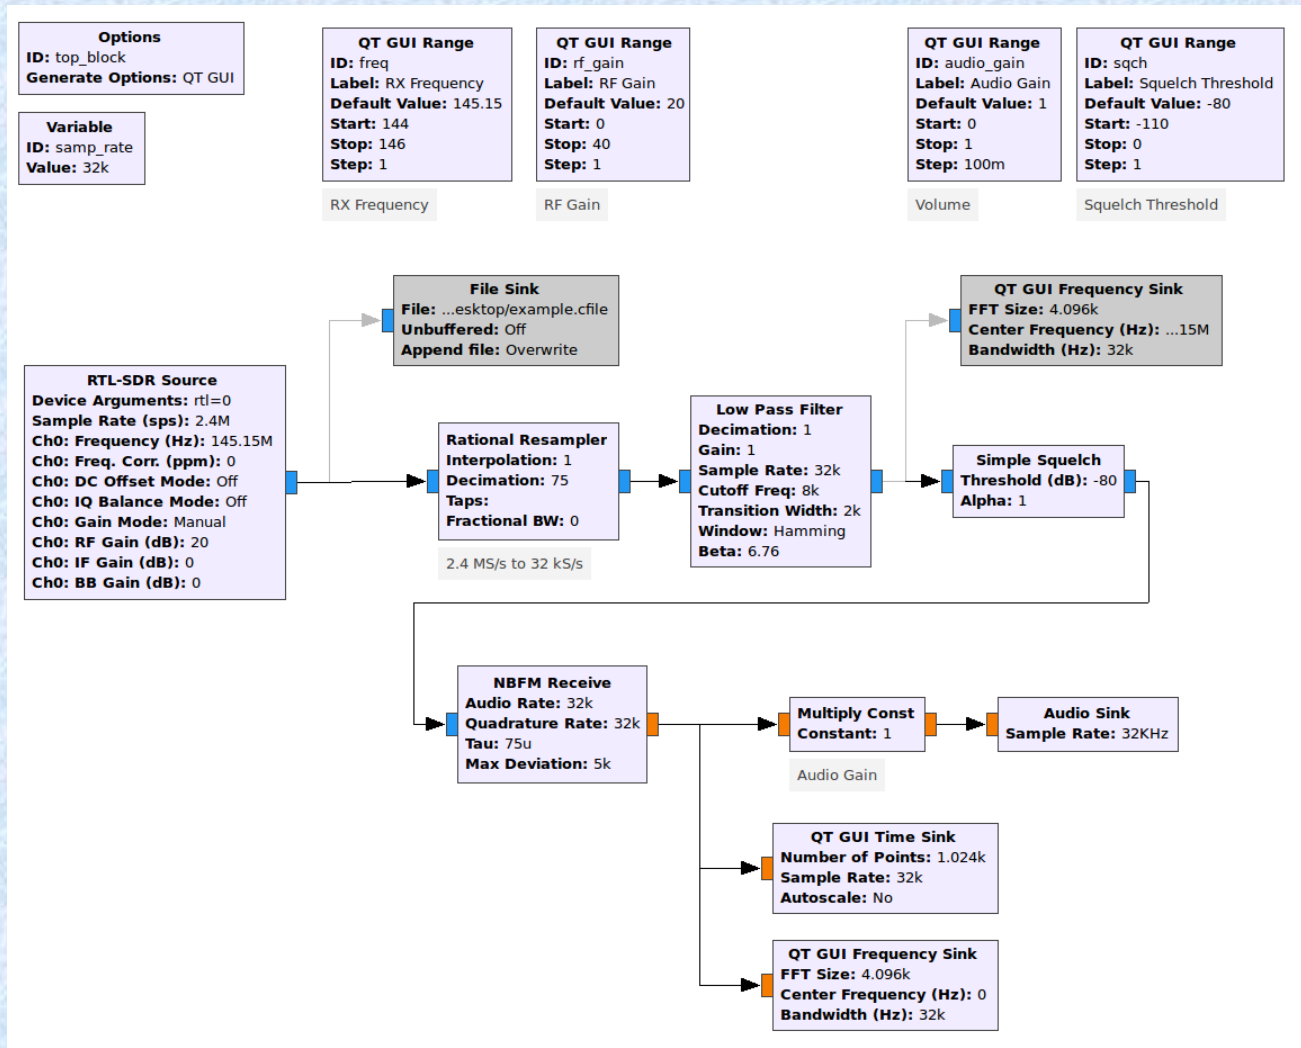 Options
ID: top_block
Generate Options: QT GUI
Variable
ID: samp_rate
Value: 32k
QT GUI Range
ID: freq
Label: RX Frequency
Default Value: 145.15
Start: 144
Stop: 146
Step: 1
RX Frequency
QT GUI Range
ID: rf_gain
Label: RF Gain
Default Value: 20
Start: 0
Stop: 40
Step: 1
RF Gain
QT GUI Range
ID: audio_gain
Label: Audio Gain
Default Value: 1
Start: 0
Stop: 1
Step: 100m
Volume
QT GUI Range
ID: sqch
Label: Squelch Threshold
Default Value: -80
Start: -110
Stop: 0
Step: 1
Squelch Threshold
File Sink
File: ...esktop/example.cfile
Unbuffered: Off
Append file: Overwrite
QT GUI Frequency Sink
FFT Size: 4.096k
Center Frequency (Hz): ...15M
Bandwidth (Hz): 32k
RTL-SDR Source
Device Arguments: rtl=0
Sample Rate (sps): 2.4M
Ch0: Frequency (Hz): 145.15M
Ch0: Freq. Corr. (ppm): 0
Ch0: DC Offset Mode: Off
Ch0: IQ Balance Mode: Off
Ch0: Gain Mode: Manual
Ch0: RF Gain (dB): 20
Ch0: IF Gain (dB): 0
Ch0: BB Gain (dB): 0
Rational Resampler
Interpolation: 1
Decimation: 75
Taps:
Fractional BW: 0
2.4 MS/s to 32 kS/s
Low Pass Filter
Decimation: 1
Gain: 1
Sample Rate: 32k
Cutoff Freq: 8k
Transition Width: 2k
Window: Hamming
Beta: 6.76
Simple Squelch
Threshold (dB): -80
Alpha: 1
NBFM Receive
Audio Rate: 32k
Quadrature Rate: 32k
Tau: 75u
Max Deviation: 5k
Multiply Const
Constant: 1
Audio Gain
Audio Sink
Sample Rate: 32KHz
QT GUI Time Sink
Number of Points: 1.024k
Sample Rate: 32k
Autoscale: No
QT GUI Frequency Sink
FFT Size: 4.096k
Center Frequency (Hz): 0
Bandwidth (Hz): 32k